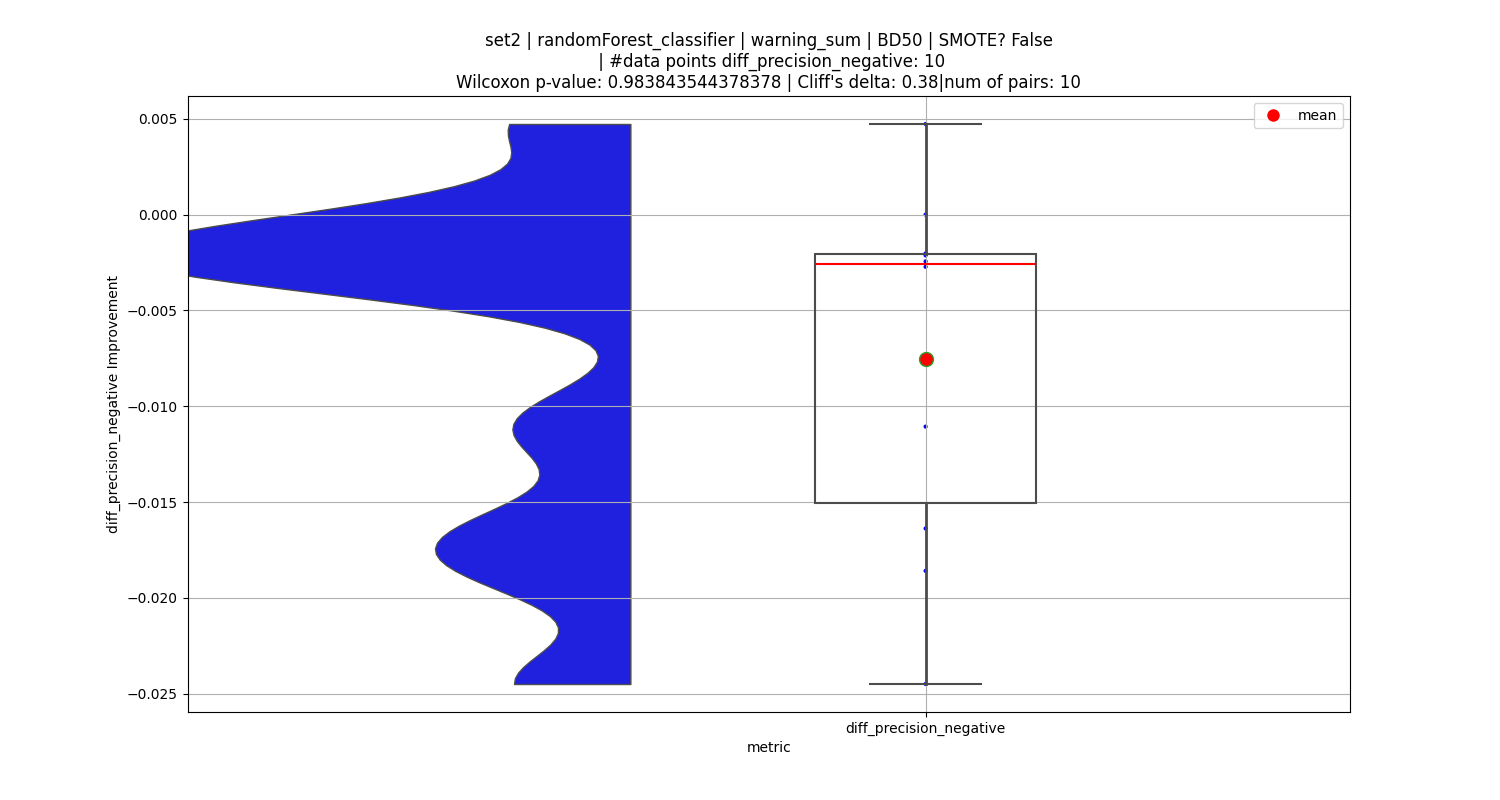 set2 | randomForest_classifier | warning_sum | BD50 | SMOTE? False
| #data points diff_precision_negative: 10
Wilcoxon p-value: 0.983843544378378 | Cliff's delta: 0.38|num of pairs: 10
mean
0.005
0.000
−0.005
−0.010
−0.015
−0.020
−0.025
diff_precision_negative Improvement
diff_precision_negative
metric